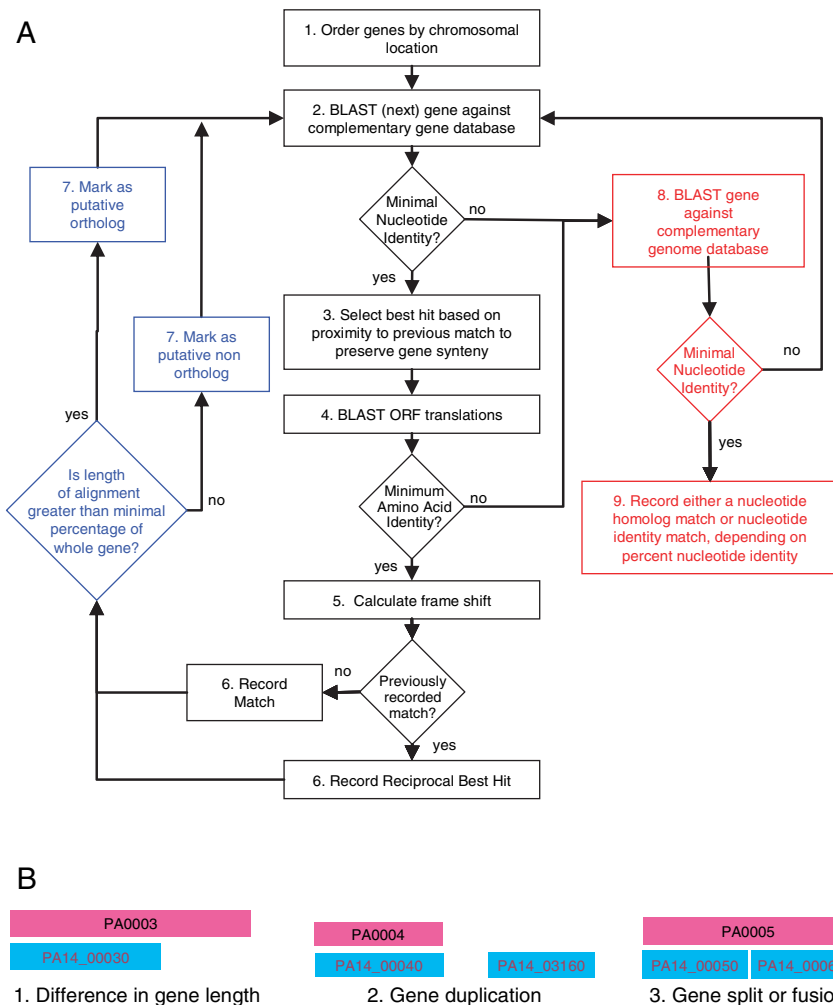 A
1. Order genes by chromosomal
location
2. BLAST (next) gene against
complementary gene database
7. Mark as
putative
ortholog
Minimal
Nucleotide
Identity?
no
yes
8. BLAST gene
against
complementary
genome database
3. Select best hit based on
proximity to previous match to
preserve gene synteny
7. Mark as
putative non
ortholog
Minimal
Nucleotide
Identity?
no
yes
4. BLAST ORF translations
yes
Is length
of alignment
greater than minimal
percentage of
whole gene?
no
Minimum
Amino Acid
Identity?
no
yes
9. Record either a nucleotide
homolog match or nucleotide
identity match, depending on
percent nucleotide identity
5. Calculate frame shift
Previously
recorded
match?
no
yes
6. Record
Match
6. Record Reciprocal Best Hit
B
PA0003
PA14_00030
1. Difference in gene length
PA0004
PA14_00040
PA14_03160
2. Gene duplication
PA0005
PA14_00050
PA14_0006
3. Gene split or fusio